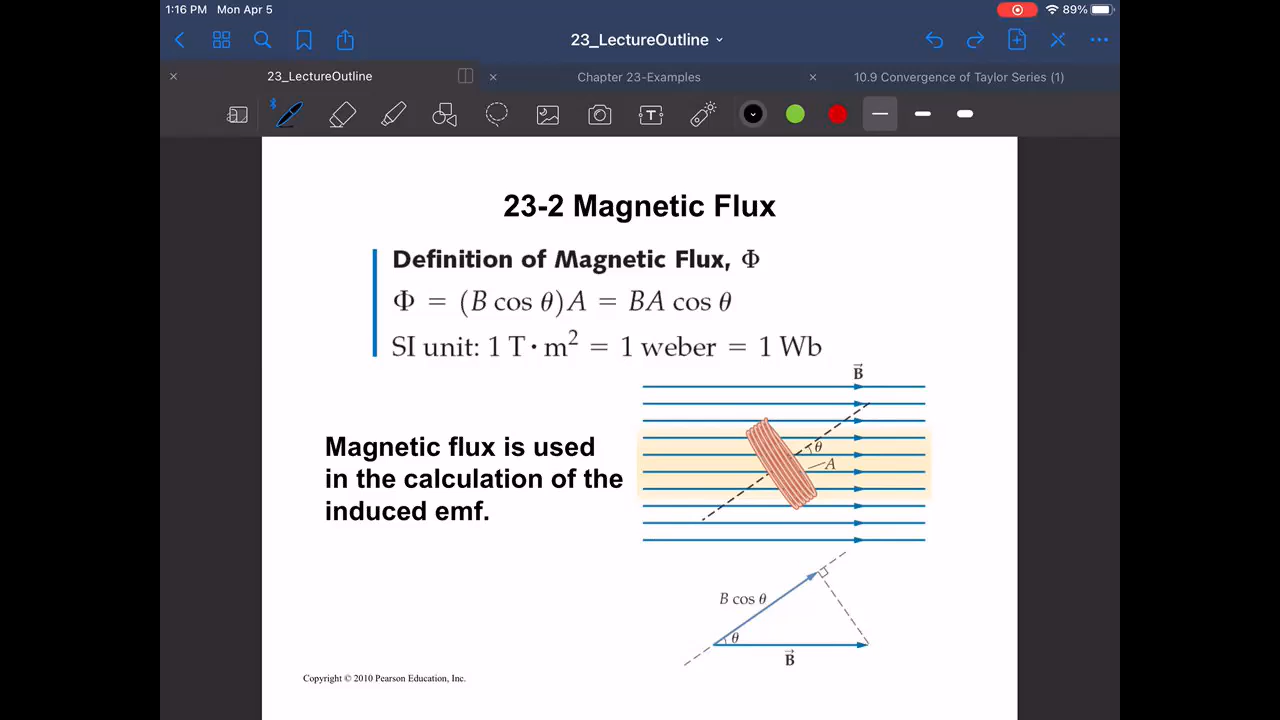 1:16 PM Mon Apr 5
89%
23_LectureOutline
23_LectureOutline
Chapter 23-Examples
10.9 Convergence of Taylor Series (1)
T
23-2 Magnetic Flux
Definition of Magnetic Flux, Φ
Φ = (B cos θ)A = BA cos θ
SI unit: 1 T · m² = 1 weber = 1 Wb
B⃗
Magnetic flux is used
in the calculation of the
induced emf.
θ
A
B cos θ
θ
B⃗
Copyright © 2010 Pearson Education, Inc.